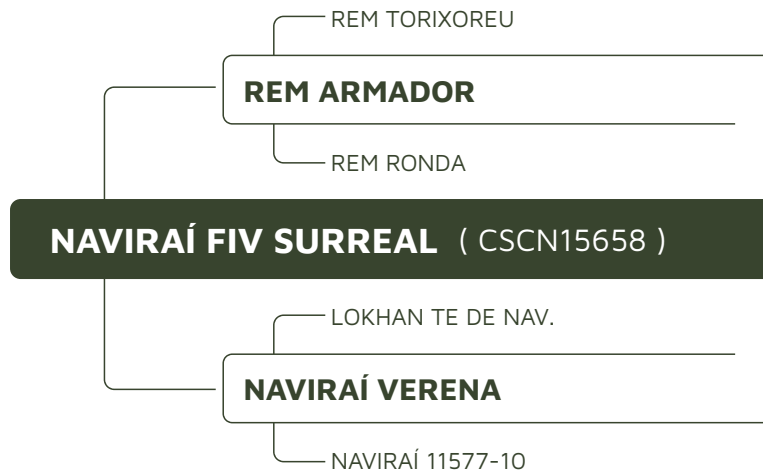 REM TORIXOREU
REM ARMADOR
REM RONDA
NAVIRAÍ FIV SURREAL ( CSCN15658 )
LOKHAN TE DE NAV.
NAVIRAÍ VERENA
NAVIRAÍ 11577-10